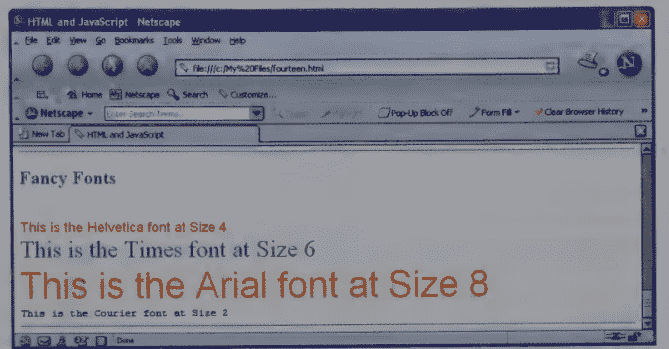 HTML and JavaScript Netscape
File Edit View Go Bookmarks Tools Window Help
file:///c:/My%20Files/fourteen.html
Home Netscape Search Customize...
Netscape Enter Search Terms Pop-Up Block Off Form Fill Clear Browser History
New Tab HTML and JavaScript
Fancy Fonts
This is the Helvetica font at Size 4
This is the Times font at Size 6
This is the Arial font at Size 8
This is the Courier font at Size 2
Done